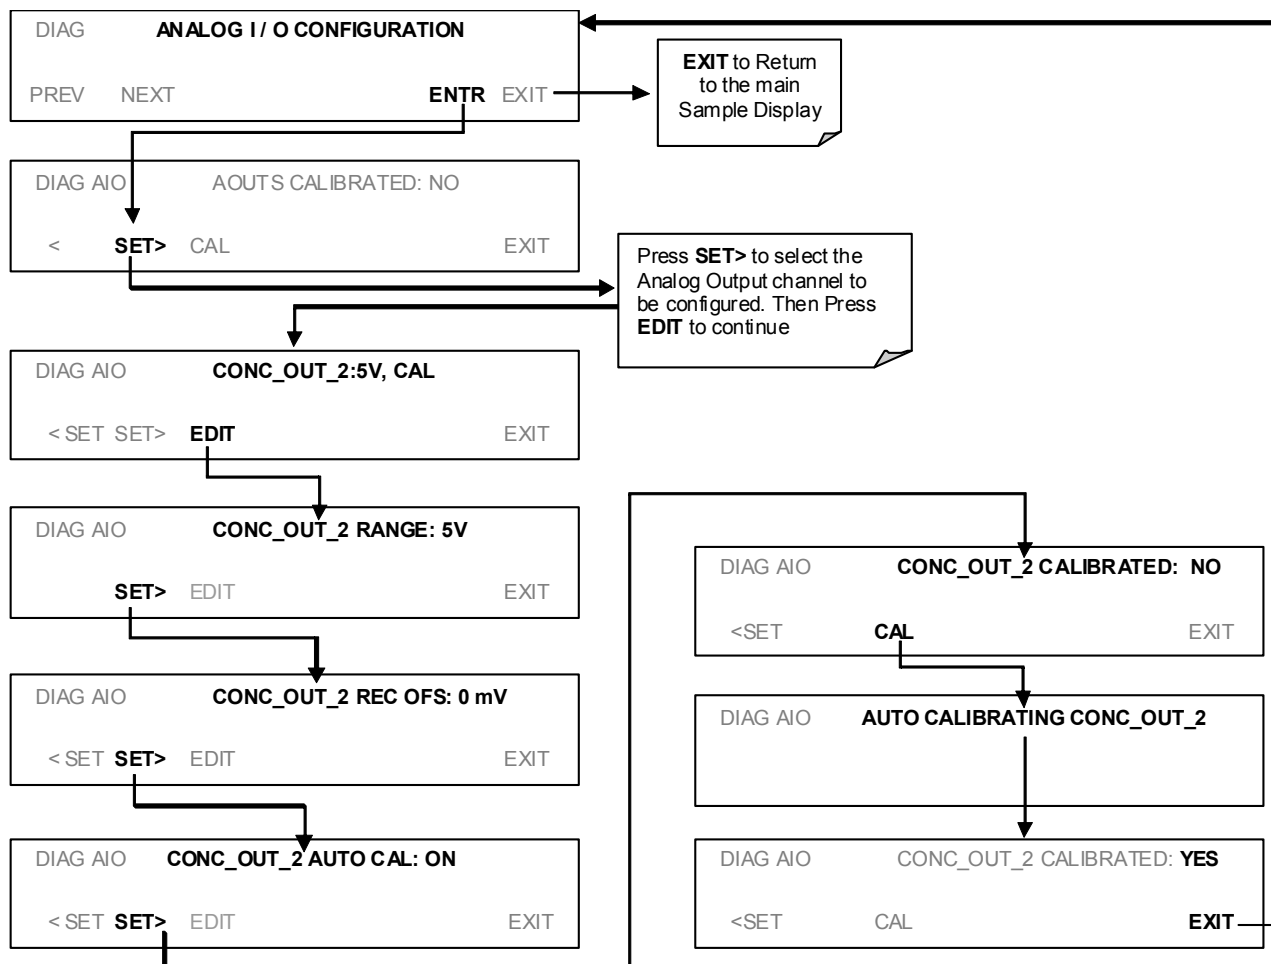 DIAG ANALOG I / O CONFIGURATION
PREV NEXT ENTR EXIT
EXIT to Return
to the main
Sample Display
DIAG AIO AOUTS CALIBRATED: NO
< SET> CAL EXIT
Press SET> to select the
Analog Output channel to
be configured. Then Press
EDIT to continue
DIAG AIO CONC_OUT_2:5V, CAL
< SET SET> EDIT EXIT
DIAG AIO CONC_OUT_2 RANGE: 5V
SET> EDIT EXIT
DIAG AIO CONC_OUT_2 REC OFS: 0 mV
< SET SET> EDIT EXIT
DIAG AIO CONC_OUT_2 AUTO CAL: ON
< SET SET> EDIT EXIT
DIAG AIO CONC_OUT_2 CALIBRATED: NO
<SET CAL EXIT
DIAG AIO AUTO CALIBRATING CONC_OUT_2
DIAG AIO CONC_OUT_2 CALIBRATED: YES
<SET CAL EXIT